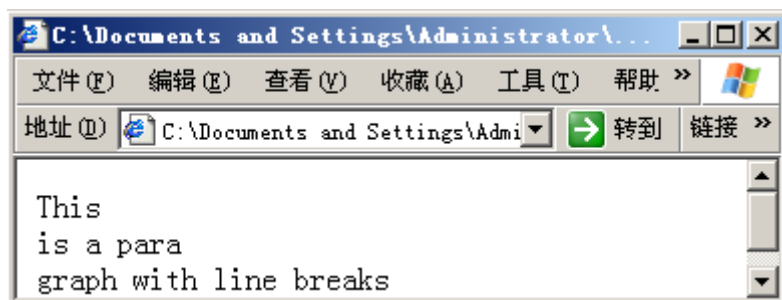 C:\Documents and Settings\Administrator\...
文件(F) 编辑(E) 查看(V) 收藏(A) 工具(T) 帮助 »
地址(D) C:\Documents and Settings\Admi 转到 链接 »
This
is a para
graph with line breaks